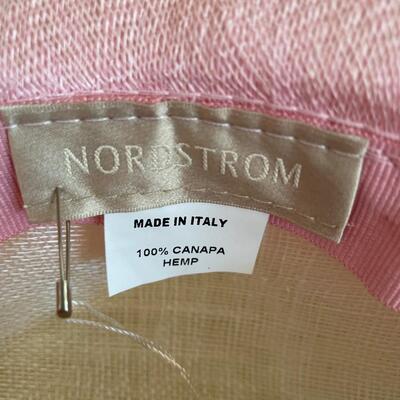 NORDSTROM
MADE IN ITALY
100% CANAPA
HEMP